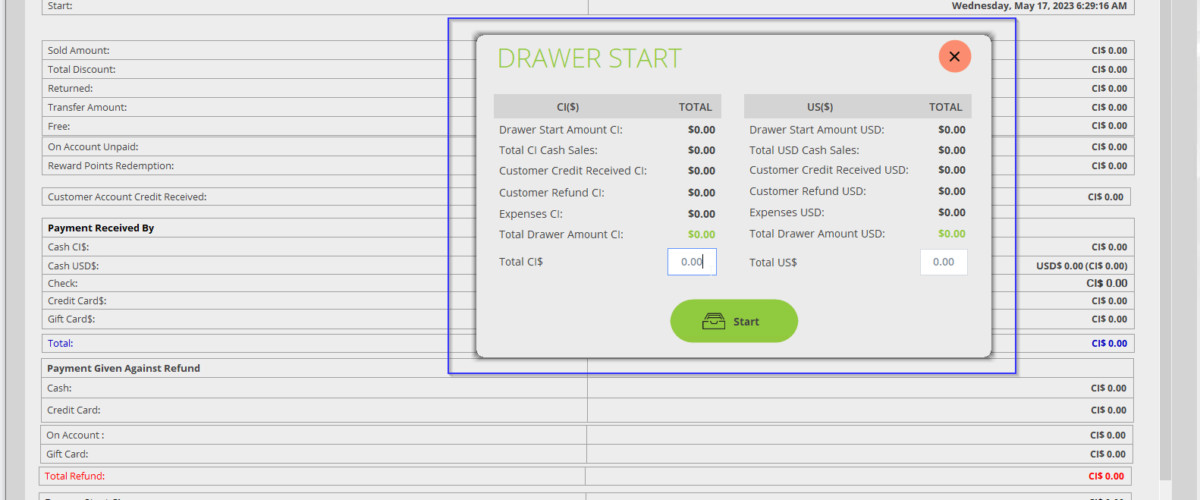 Start: Wednesday, May 17, 2023 6:29:16 AM
Sold Amount: CI$ 0.00
Total Discount: CI$ 0.00
Returned: CI$ 0.00
Transfer Amount: CI$ 0.00
Free: CI$ 0.00
On Account Unpaid: CI$ 0.00
Reward Points Redemption: CI$ 0.00
Customer Account Credit Received: CI$ 0.00
Payment Received By
Cash CI$: CI$ 0.00
Cash USD$: USD$ 0.00 (CI$ 0.00)
Check: CI$ 0.00
Credit Card$: CI$ 0.00
Gift Card$: CI$ 0.00
Total: CI$ 0.00
Payment Given Against Refund
Cash: CI$ 0.00
Credit Card: CI$ 0.00
On Account : CI$ 0.00
Gift Card: CI$ 0.00
Total Refund: CI$ 0.00
DRAWER START
CI($) TOTAL US($) TOTAL
Drawer Start Amount CI: $0.00 Drawer Start Amount USD: $0.00
Total CI Cash Sales: $0.00 Total USD Cash Sales: $0.00
Customer Credit Received CI: $0.00 Customer Credit Received USD: $0.00
Customer Refund CI: $0.00 Customer Refund USD: $0.00
Expenses CI: $0.00 Expenses USD: $0.00
Total Drawer Amount CI: $0.00 Total Drawer Amount USD: $0.00
Total CI$ 0.00 Total US$ 0.00
Start